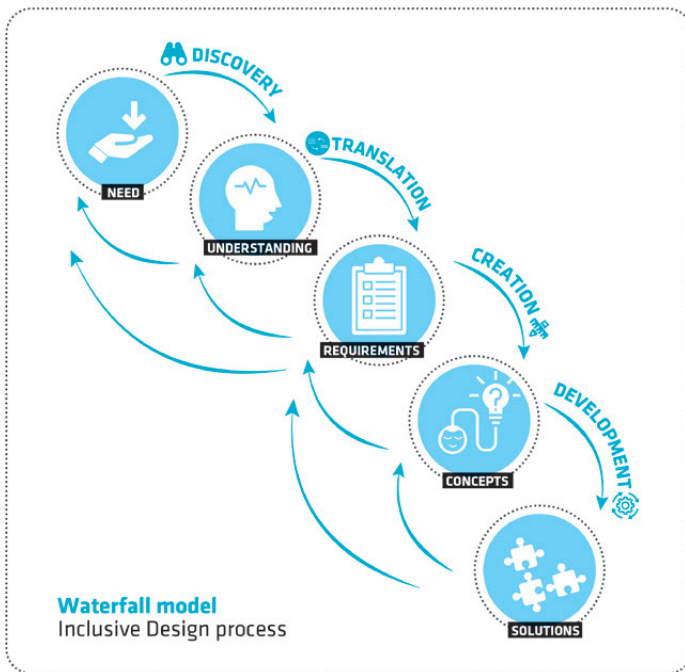 DISCOVERY
NEED
TRANSLATION
UNDERSTANDING
CREATION
REQUIREMENTS
?
DEVELOPMENT
CONCEPTS
SOLUTIONS
Waterfall model
Inclusive Design process